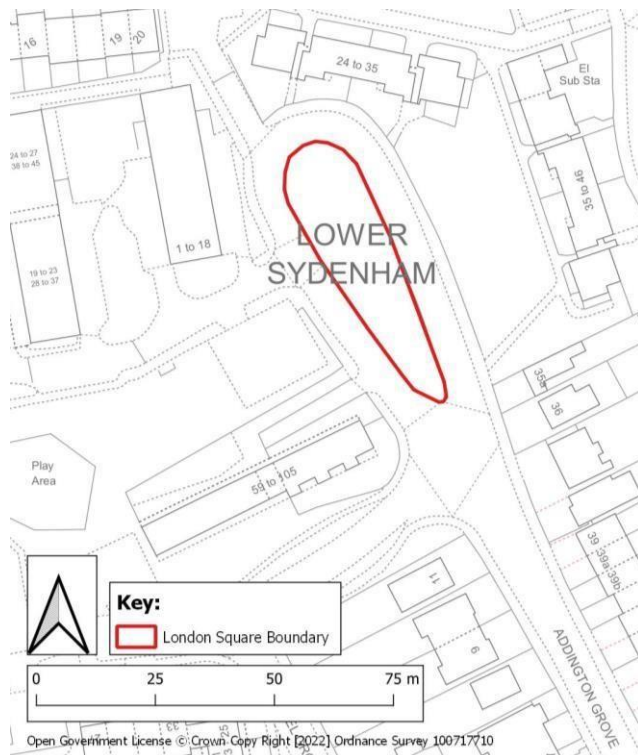 16
19
20
24 to 35
El
Sub Sta
24 to 27
38 to 45
1 to 18
35 to 46
LOWER
SYDENHAM
19 to 23
28 to 37
35a
36
Play
Area
59 to 105
39
39a
39b
11
9
ADDINGTON GROVE
Key:
London Square Boundary
0 25 50 75 m
Open Government License © Crown Copy Right [2022] Ordnance Survey 100717710